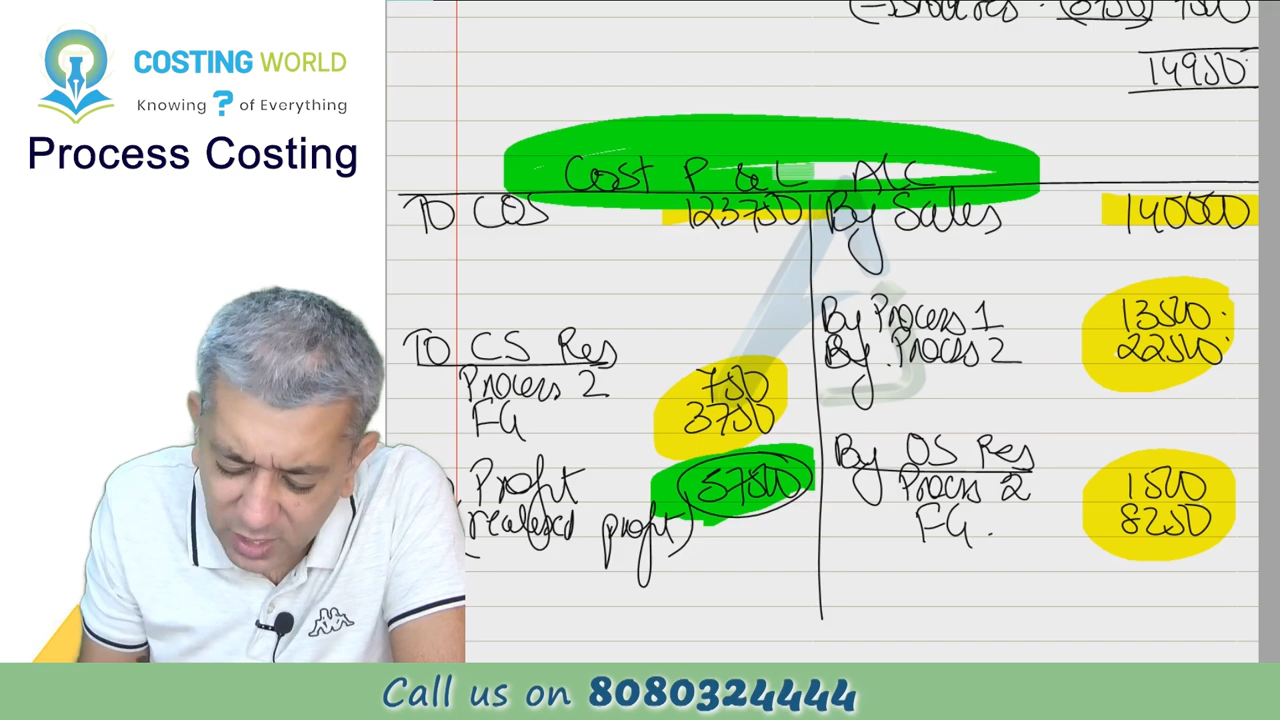 COSTING WORLD
Knowing ? of Everything
Process Costing
14950
Cost P & L A/C
To COS 123750 By Sales 140000
By Process 1 13500
To CS Res By Process 2 22500
Process 2 750
FG 3750
By OS Res
Profit 57500 Process 2 1500
(realised profit) FG. 8250
Call us on 8080324444